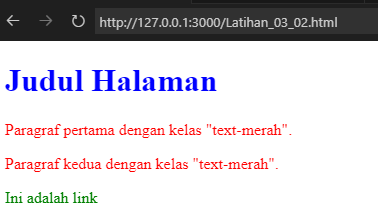 http://127.0.0.1:3000/Latihan_03_02.html
Judul Halaman
Paragraf pertama dengan kelas "text-merah".
Paragraf kedua dengan kelas "text-merah".
Ini adalah link